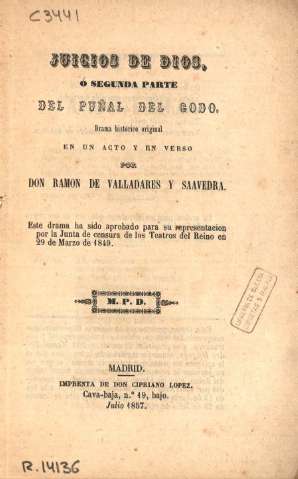 C3441
JUICIOS DE DIOS,
Ó SEGUNDA PARTE
DEL PUÑAL DEL GODO.
Drama histórico original
EN UN ACTO Y EN VERSO
POR
DON RAMON DE VALLADARES Y SAAVEDRA.
Este drama ha sido aprobado para su representacion
por la Junta de censura de los Teatros del Reino en
29 de Marzo de 1849.
M. P. D.
MADRID.
IMPRENTA DE DON CIPRIANO LOPEZ.
Cava-baja, n.º 19, bajo.
Julio 1857.
R.14136